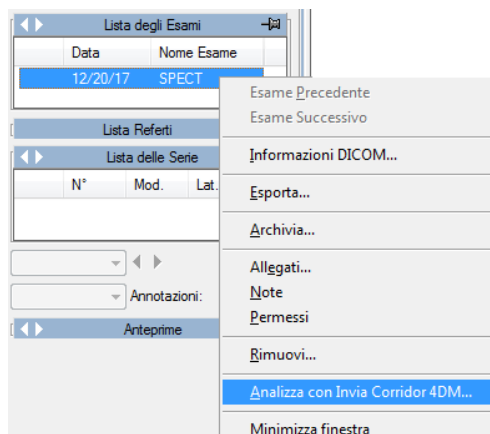 Lista degli Esami
Data Nome Esame
12/20/17 SPECT
Lista Referti
Lista delle Serie
N° Mod. Lat.
Annotazioni:
Anteprime
Esame Precedente
Esame Successivo
Informazioni DICOM...
Esporta...
Archivia...
Allegati...
Note
Permessi
Rimuovi...
Analizza con Invia Corridor 4DM...
Minimizza finestra